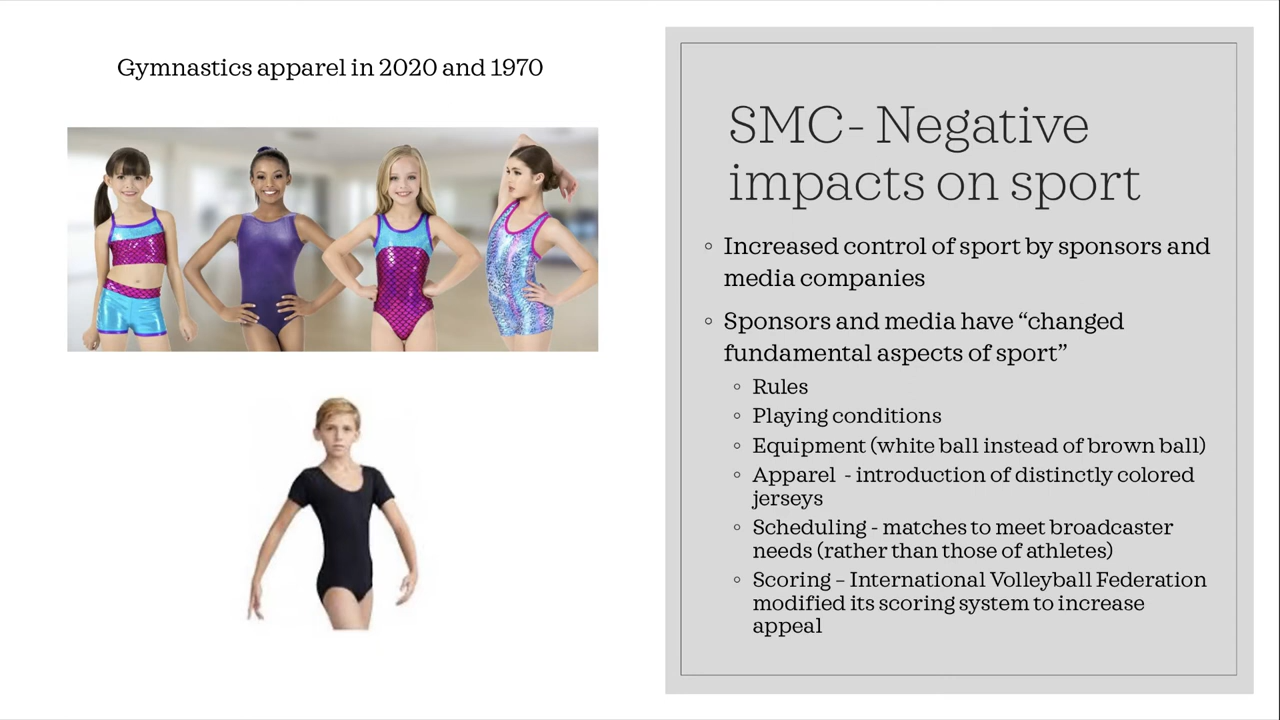 Gymnastics apparel in 2020 and 1970
SMC- Negative
impacts on sport
◦ Increased control of sport by sponsors and
media companies
◦ Sponsors and media have “changed
fundamental aspects of sport”
◦ Rules
◦ Playing conditions
◦ Equipment (white ball instead of brown ball)
◦ Apparel - introduction of distinctly colored
jerseys
◦ Scheduling - matches to meet broadcaster
needs (rather than those of athletes)
◦ Scoring – International Volleyball Federation
modified its scoring system to increase
appeal